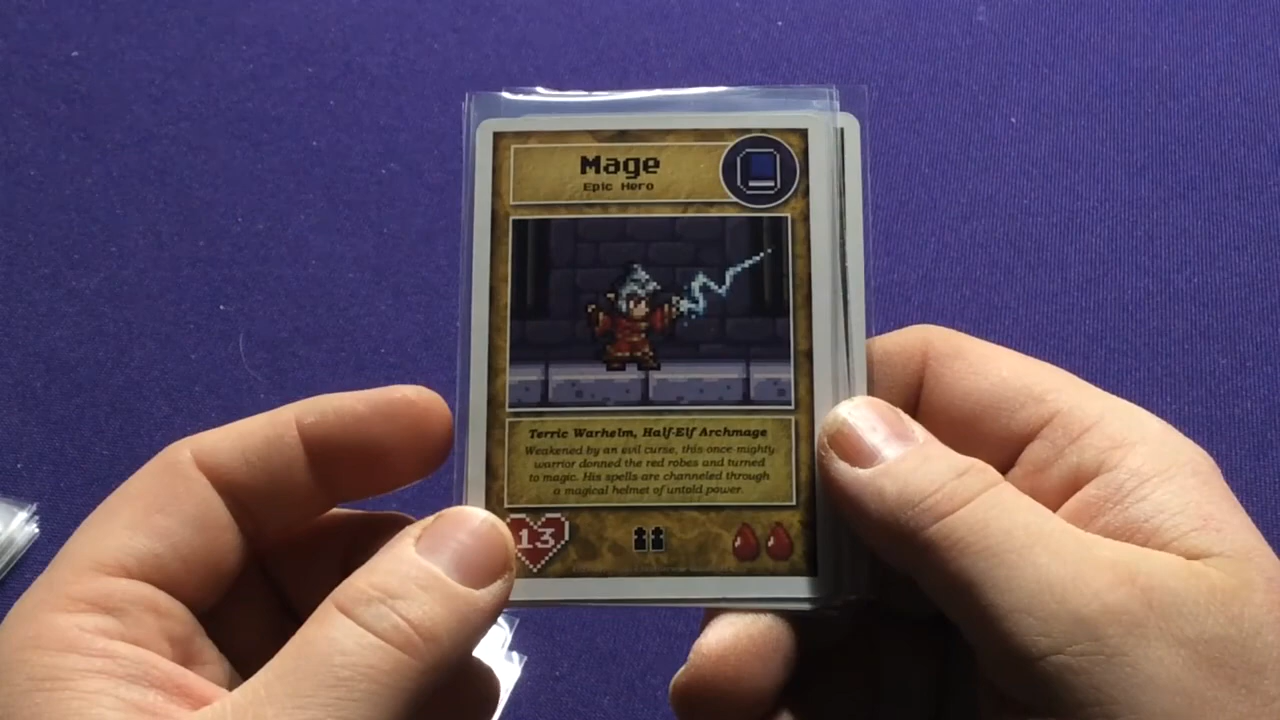 Mage
Epic Hero
Terric Warhelm, Half-Elf Archmage
Weakened by an evil curse, this once-mighty
warrior donned the red robes and turned
to magic. His spells are channeled through
a magical helmet of untold power.
13